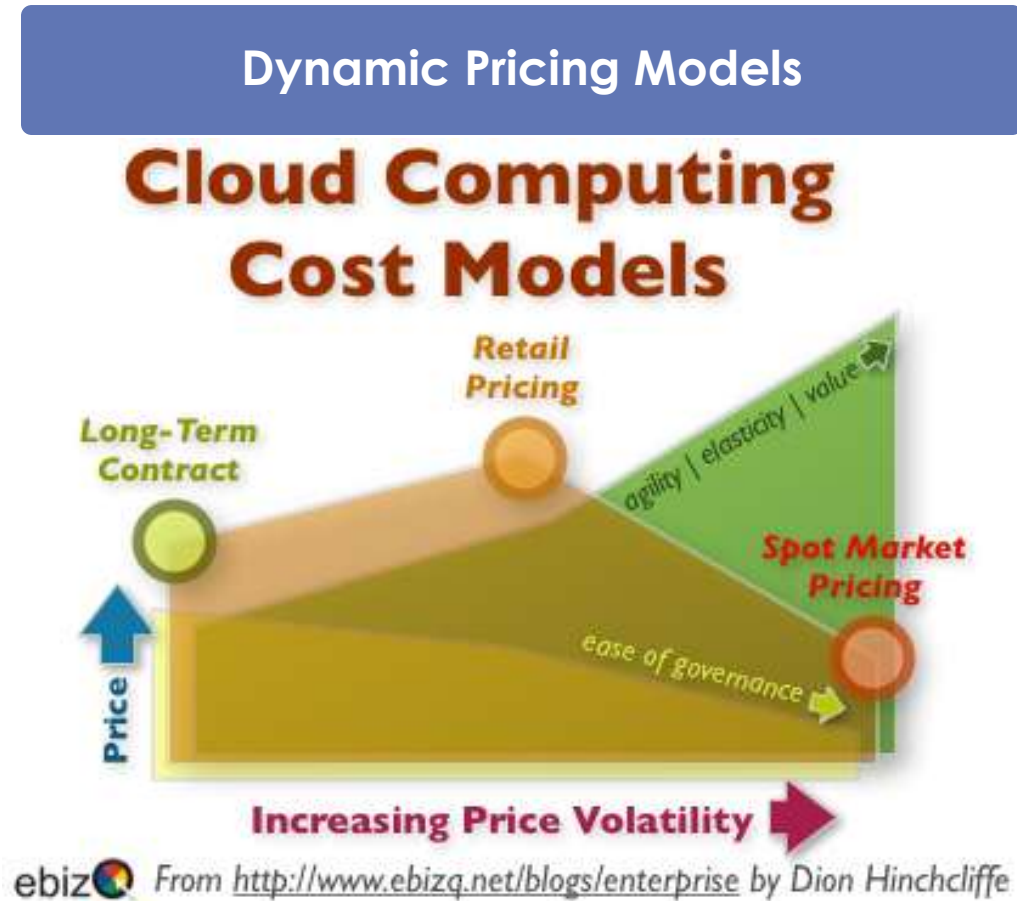 Dynamic Pricing Models
Cloud Computing
Cost Models
Retail
Pricing
Long-Term
Contract
agility | elasticity | value
Spot Market
Pricing
ease of governance
Price
Increasing Price Volatility
ebizQ From http://www.ebizq.net/blogs/enterprise by Dion Hinchcliffe